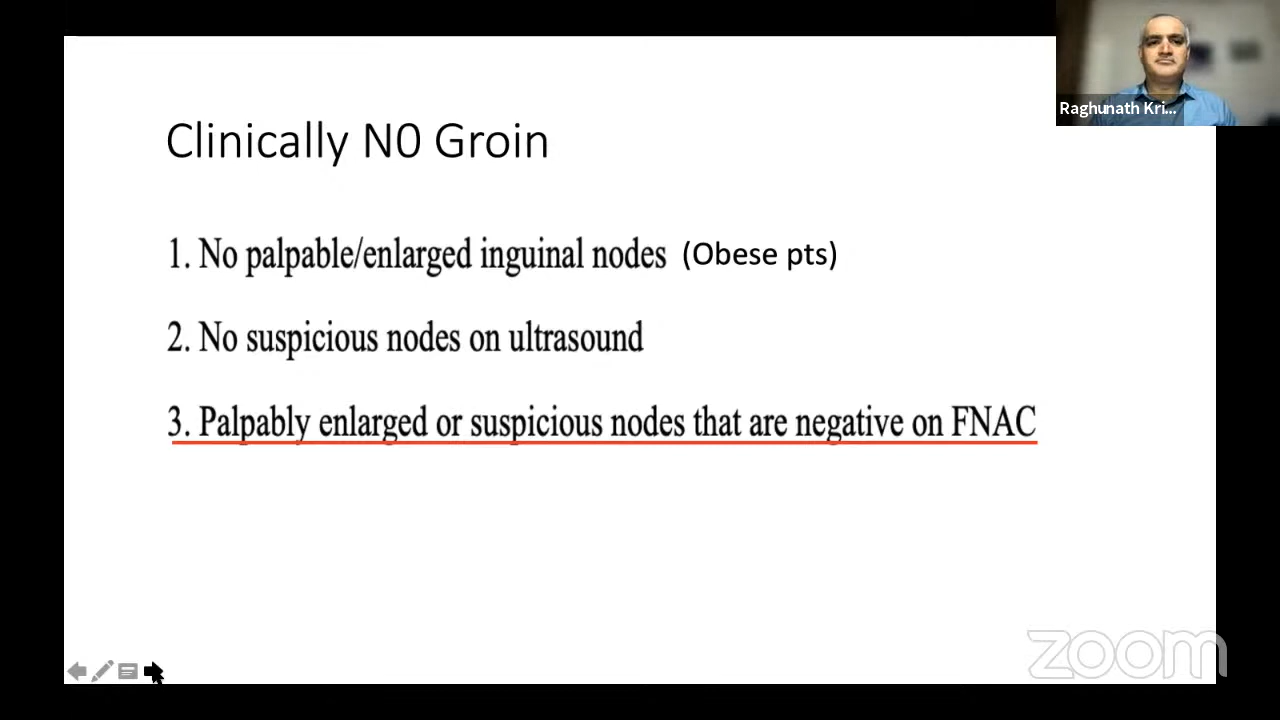 Raghunath Kri...
Clinically N0 Groin
1. No palpable/enlarged inguinal nodes (Obese pts)
2. No suspicious nodes on ultrasound
3. Palpably enlarged or suspicious nodes that are negative on FNAC
zoom